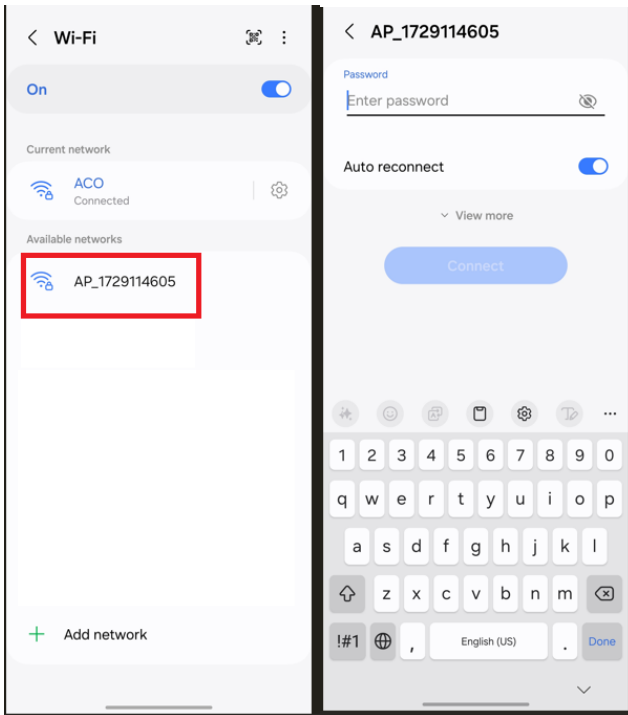 Wi-Fi
On
Current network
ACO
Connected
Available networks
AP_1729114605
Add network
AP_1729114605
Password
Enter password
Auto reconnect
View more
Connect
1 2 3 4 5 6 7 8 9 0
q w e r t y u i o p
a s d f g h j k l
z x c v b n m
!#1 , English (US) . Done